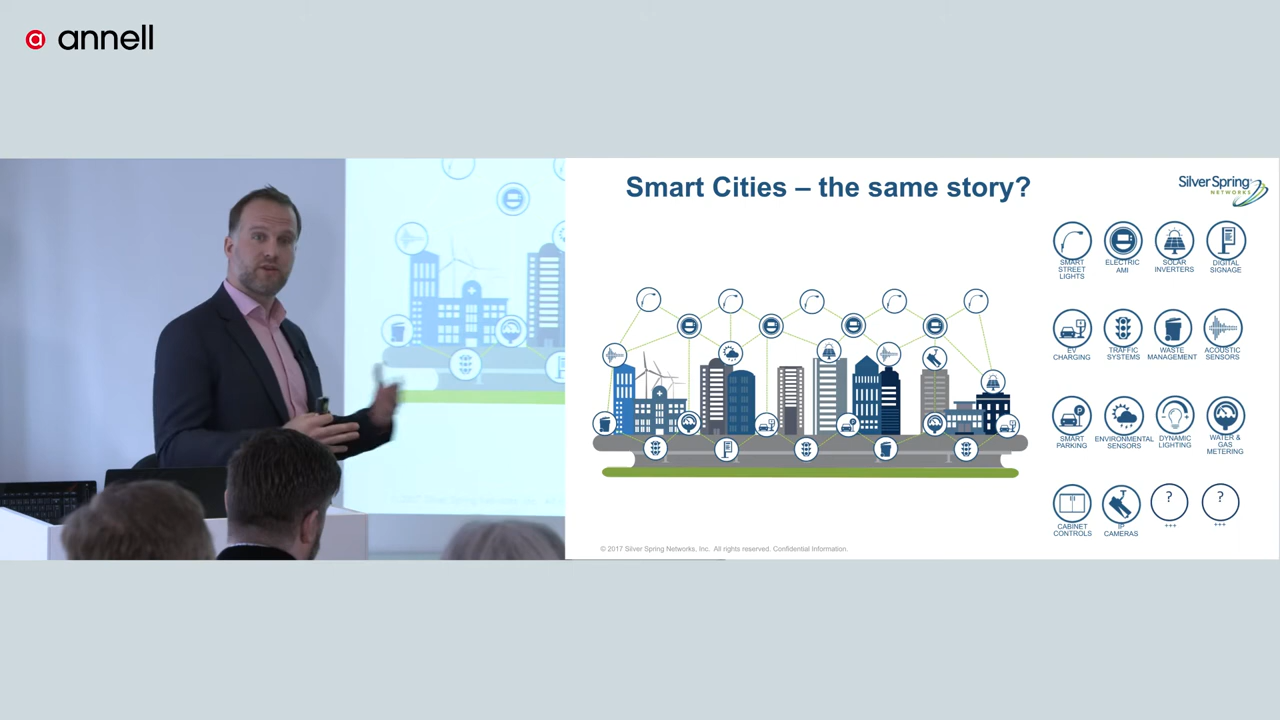 annell
Smart Cities – the same story?
Silver Spring
NETWORKS
SMART
STREET
LIGHTS
ELECTRIC
AMI
SOLAR
INVERTERS
DIGITAL
SIGNAGE
EV
CHARGING
TRAFFIC
SYSTEMS
WASTE
MANAGEMENT
ACOUSTIC
SENSORS
P
SMART
PARKING
ENVIRONMENTAL
SENSORS
DYNAMIC
LIGHTING
WATER &
GAS
METERING
CABINET
CONTROLS
IP
CAMERAS
?
+++
?
+++
© 2017 Silver Spring Networks, Inc. All rights reserved. Confidential Information.